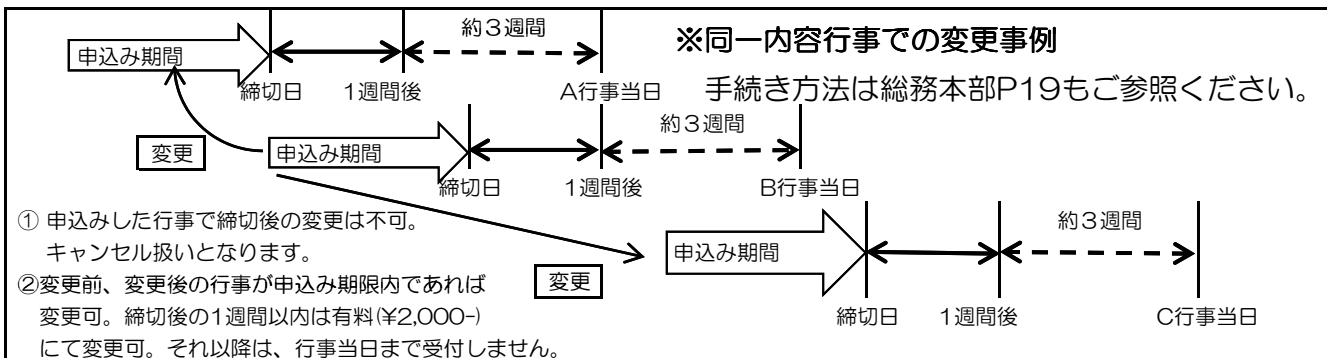 約3週間
※同一内容行事での変更事例
申込み期間
締切日 1週間後 A行事当日
手続き方法は総務本部P19もご参照ください。
約3週間
変更
申込み期間
締切日 1週間後 B行事当日
① 申込みした行事で締切後の変更は不可。
キャンセル扱いとなります。
約3週間
申込み期間
②変更前、変更後の行事が申込み期限内であれば
変更
変更可。締切後の1週間以内は有料(¥2,000-)
締切日 1週間後 C行事当日
にて変更可。それ以降は、行事当日まで受付しません。